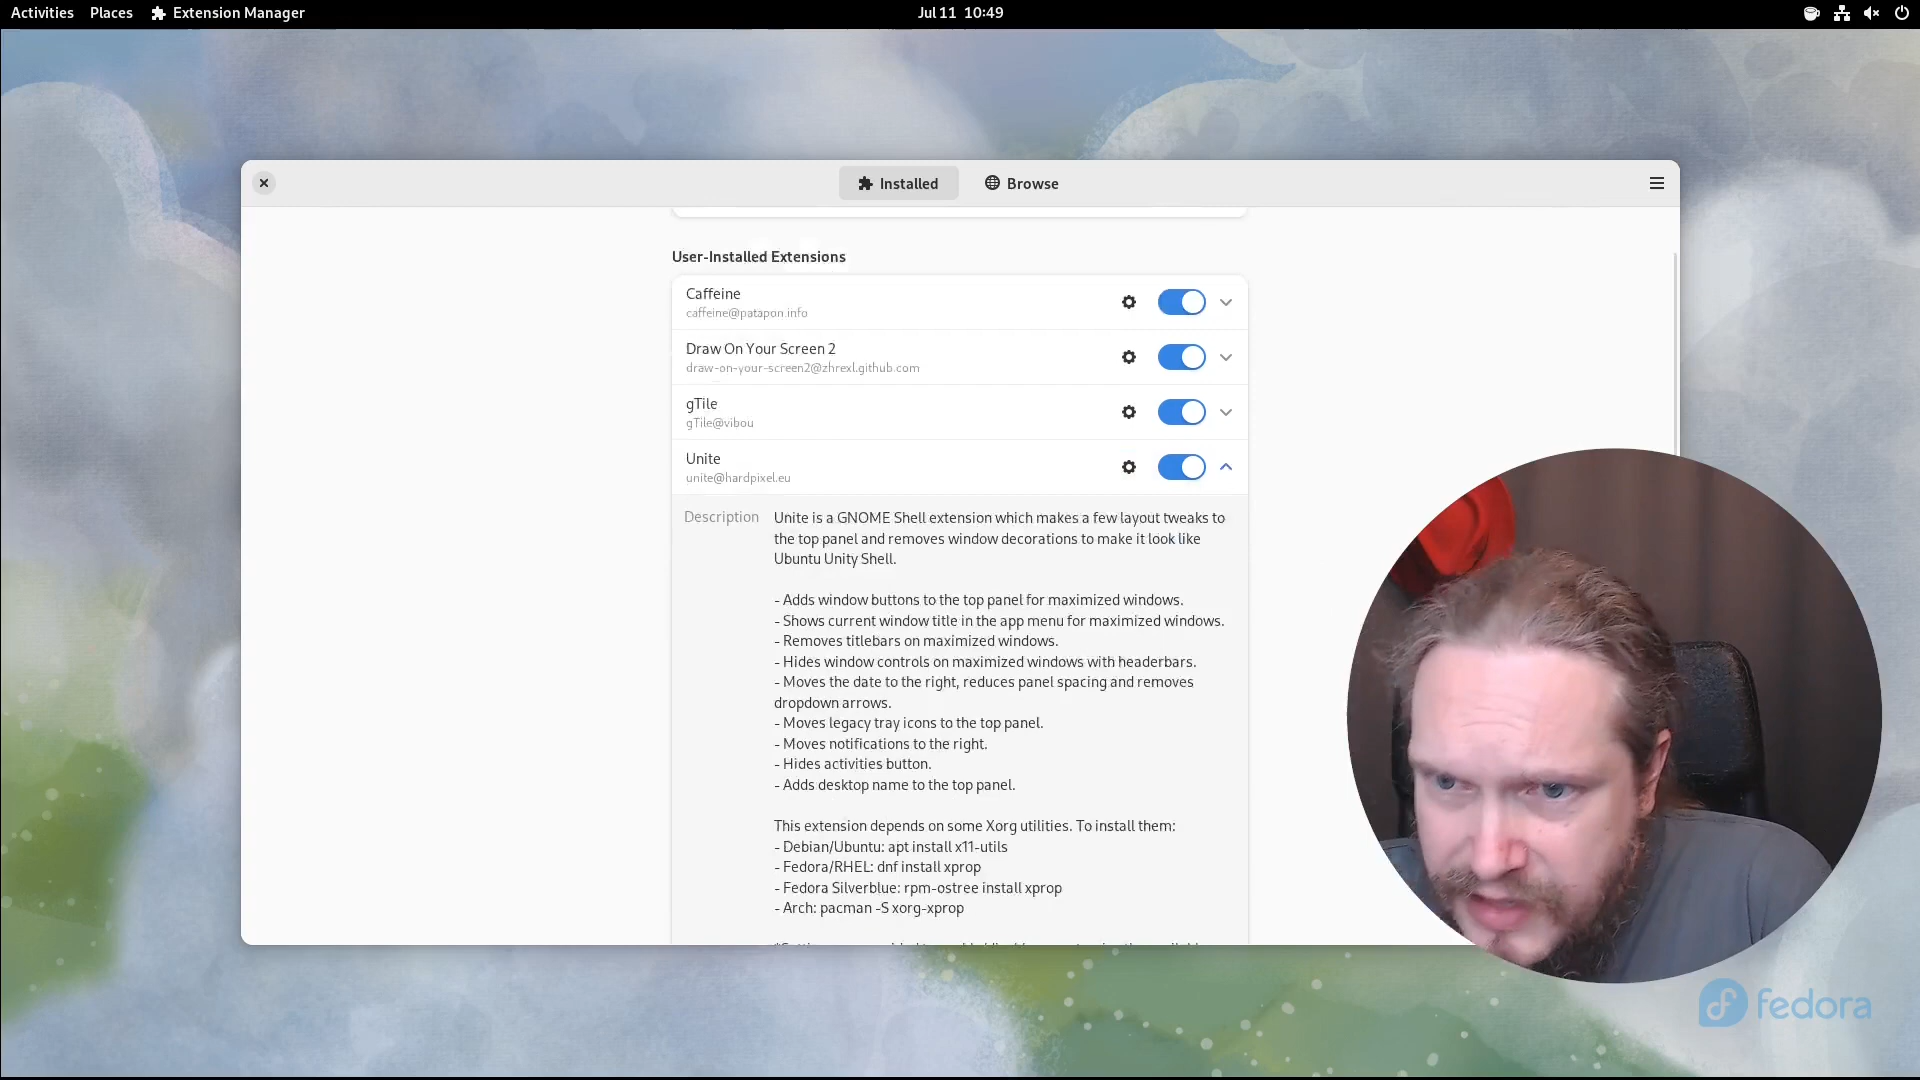 Activities Places Extension Manager Jul 11 10:49
Installed Browse
User-Installed Extensions
Caffeine
caffeine@patapon.info
Draw On Your Screen 2
draw-on-your-screen2@zhrexl.github.com
gTile
gTile@vibou
Unite
unite@hardpixel.eu
Description Unite is a GNOME Shell extension which makes a few layout tweaks to
the top panel and removes window decorations to make it look like
Ubuntu Unity Shell.
- Adds window buttons to the top panel for maximized windows.
- Shows current window title in the app menu for maximized windows.
- Removes titlebars on maximized windows.
- Hides window controls on maximized windows with headerbars.
- Moves the date to the right, reduces panel spacing and removes
dropdown arrows.
- Moves legacy tray icons to the top panel.
- Moves notifications to the right.
- Hides activities button.
- Adds desktop name to the top panel.
This extension depends on some Xorg utilities. To install them:
- Debian/Ubuntu: apt install x11-utils
- Fedora/RHEL: dnf install xprop
- Fedora Silverblue: rpm-ostree install xprop
- Arch: pacman -S xorg-xprop
fedora